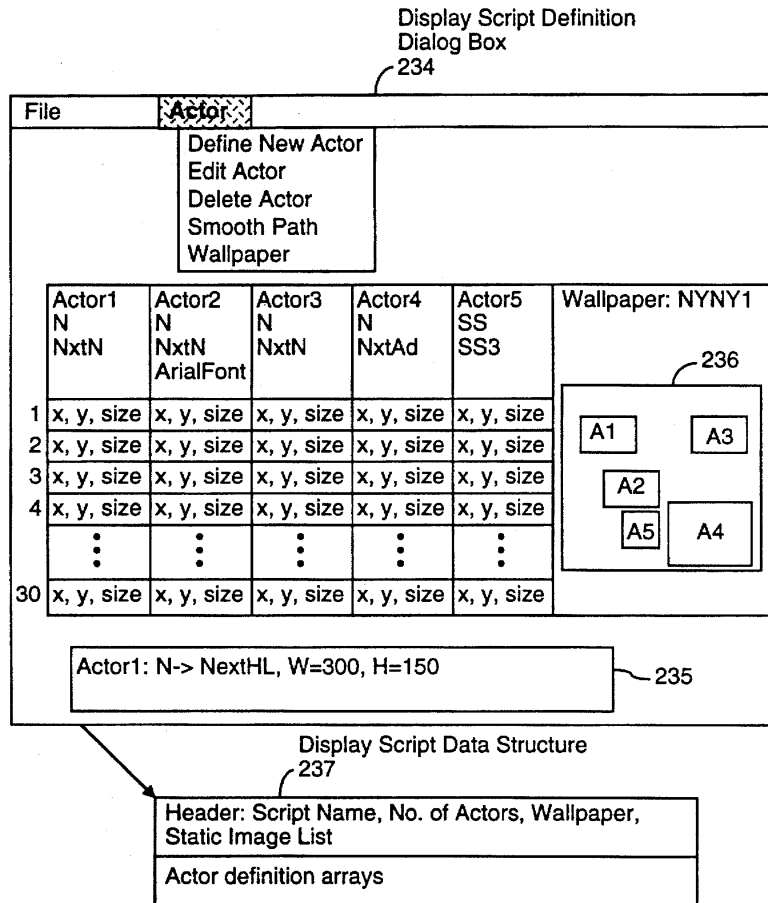 Display Script Definition
Dialog Box
234
File Actor
Define New Actor
Edit Actor
Delete Actor
Smooth Path
Wallpaper
Actor1 Actor2 Actor3 Actor4 Actor5 Wallpaper: NYNY1
N N N N SS
NxtN NxtN NxtN NxtAd SS3
ArialFont
236
1 x, y, size x, y, size x, y, size x, y, size x, y, size
2 x, y, size x, y, size x, y, size x, y, size x, y, size
3 x, y, size x, y, size x, y, size x, y, size x, y, size
4 x, y, size x, y, size x, y, size x, y, size x, y, size
30 x, y, size x, y, size x, y, size x, y, size x, y, size
A1 A3
A2
A5 A4
Actor1: N-> NextHL, W=300, H=150
235
Display Script Data Structure
237
Header: Script Name, No. of Actors, Wallpaper,
Static Image List
Actor definition arrays